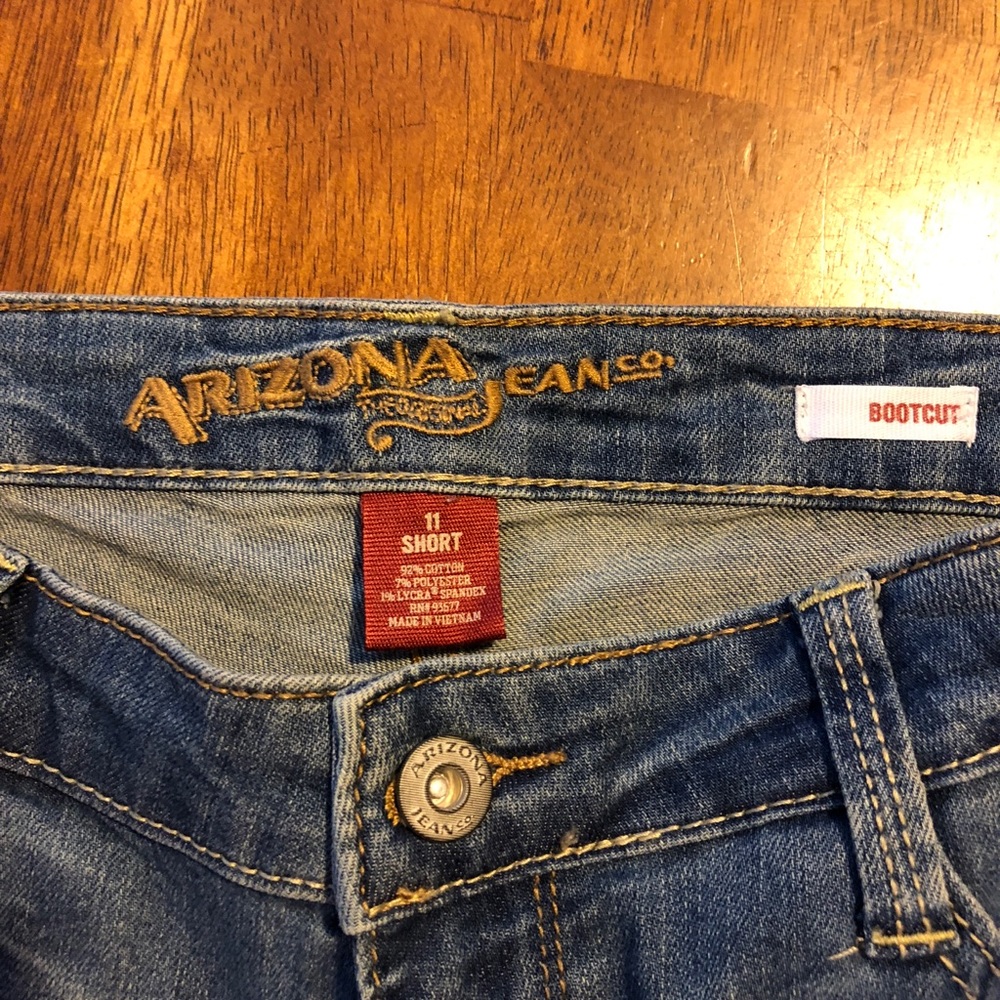 ARIZONA JEAN CO.
THE ORIGINAL
BOOTCUT
11
SHORT
92% COTTON
7% POLYESTER
1% LYCRA® SPANDEX
RN# 93677
MADE IN VIETNAM
ARIZONA
JEAN CO